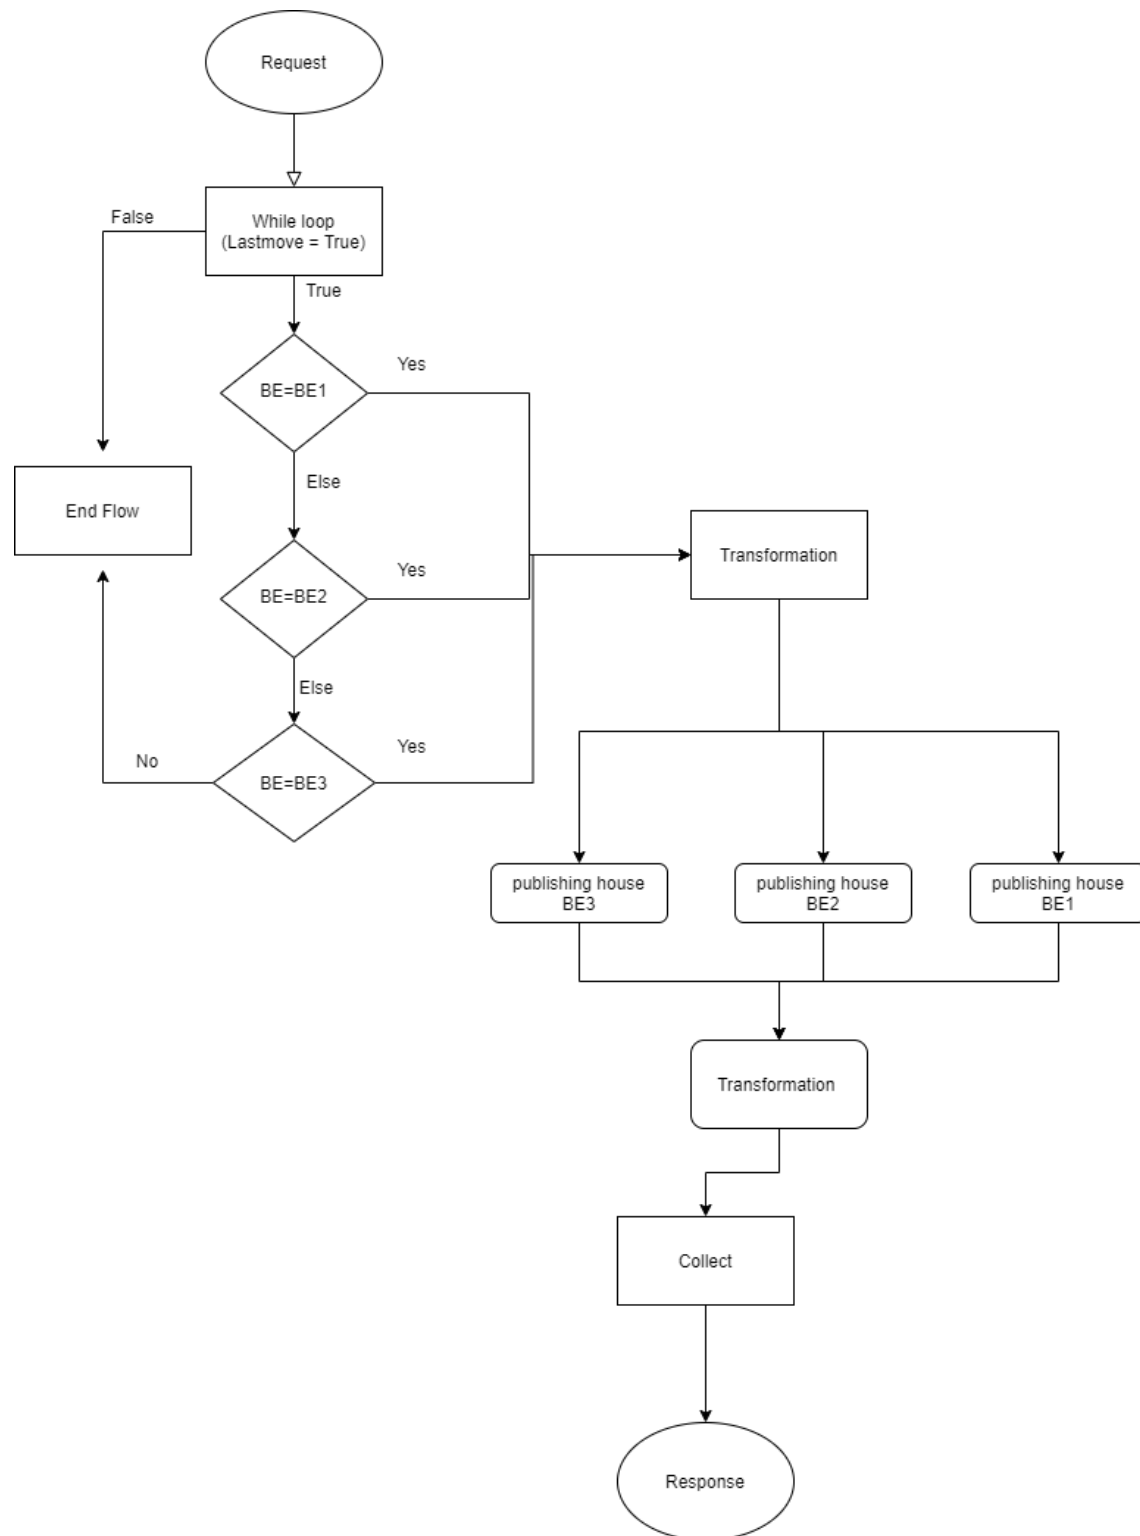 Request
False
While loop
(Lastmove = True)
True
Yes
BE=BE1
Else
End Flow
Transformation
Yes
BE=BE2
Else
Yes
No
BE=BE3
publishing house
BE3
publishing house
BE2
publishing house
BE1
Transformation
Collect
Response